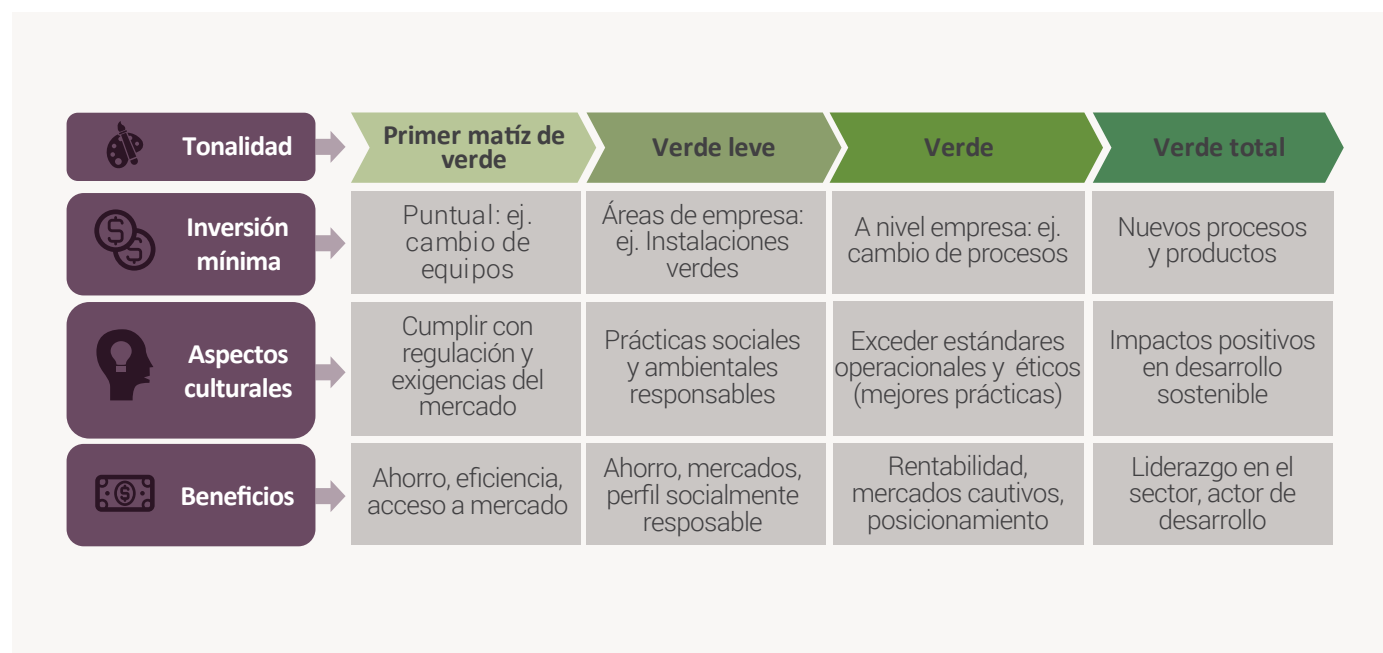 Tonalidad
Primer matíz de
verde
Verde leve
Verde
Verde total
Inversión
mínima
Puntual: ej.
cambio de
equipos
Áreas de empresa:
ej. Instalaciones
verdes
A nivel empresa: ej.
cambio de procesos
Nuevos procesos
y productos
Aspectos
culturales
Cumplir con
regulación y
exigencias del
mercado
Prácticas sociales
y ambientales
responsables
Exceder estándares
operacionales y éticos
(mejores prácticas)
Impactos positivos
en desarrollo
sostenible
Beneficios
Ahorro, eficiencia,
acceso a mercado
Ahorro, mercados,
perfil socialmente
resposable
Rentabilidad,
mercados cautivos,
posicionamiento
Liderazgo en el
sector, actor de
desarrollo